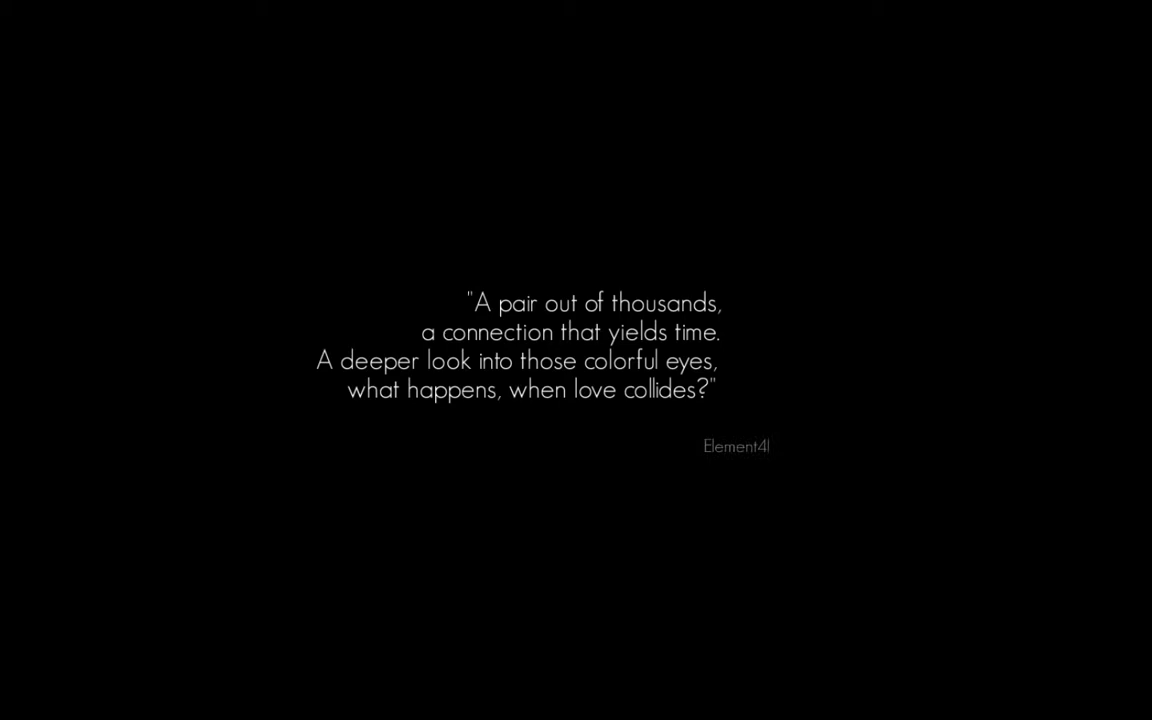 "A pair out of thousands,
a connection that yields time.
A deeper look into those colorful eyes,
what happens, when love collides?"
Element4l